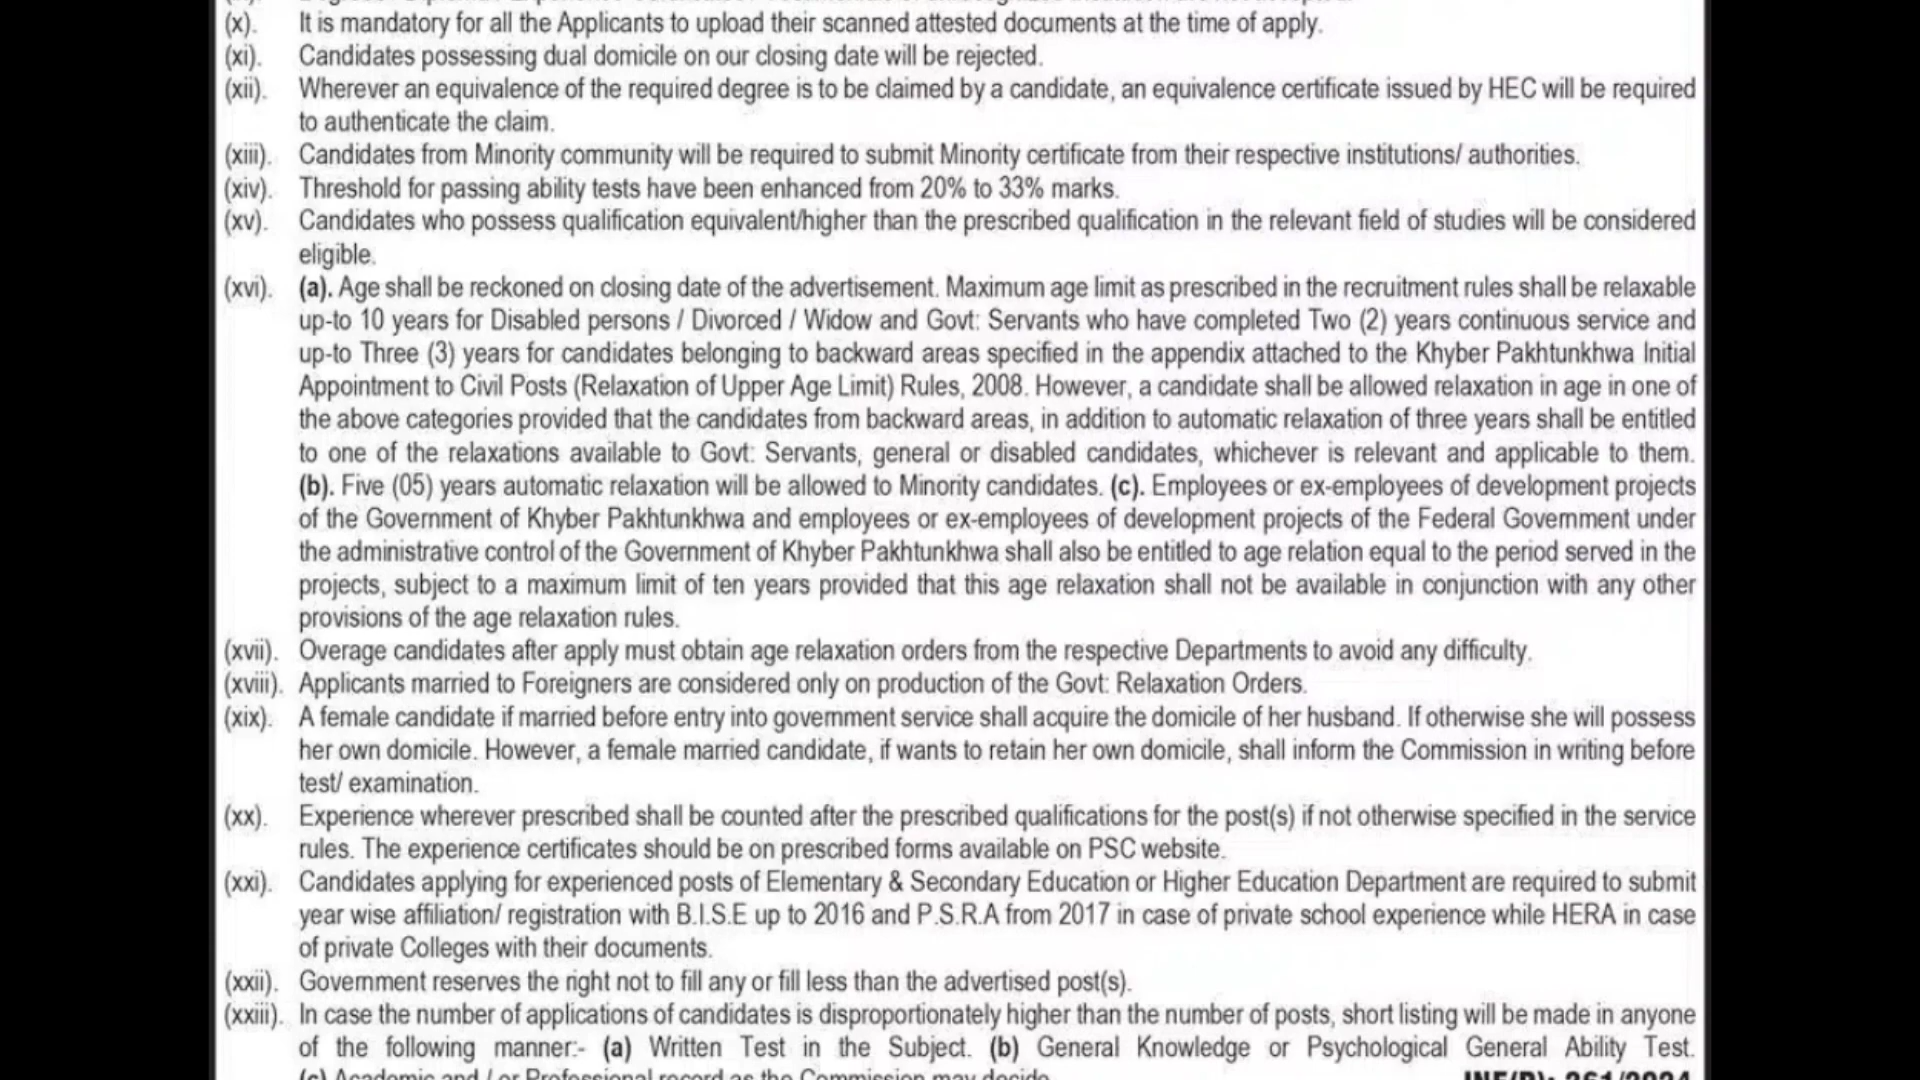 (x). It is mandatory for all the Applicants to upload their scanned attested documents at the time of apply.
(xi). Candidates possessing dual domicile on our closing date will be rejected.
(xii). Wherever an equivalence of the required degree is to be claimed by a candidate, an equivalence certificate issued by HEC will be required
to authenticate the claim.
(xiii). Candidates from Minority community will be required to submit Minority certificate from their respective institutions/ authorities.
(xiv). Threshold for passing ability tests have been enhanced from 20% to 33% marks.
(xv). Candidates who possess qualification equivalent/higher than the prescribed qualification in the relevant field of studies will be considered
eligible.
(xvi). (a). Age shall be reckoned on closing date of the advertisement. Maximum age limit as prescribed in the recruitment rules shall be relaxable
up-to 10 years for Disabled persons / Divorced / Widow and Govt: Servants who have completed Two (2) years continuous service and
up-to Three (3) years for candidates belonging to backward areas specified in the appendix attached to the Khyber Pakhtunkhwa Initial
Appointment to Civil Posts (Relaxation of Upper Age Limit) Rules, 2008. However, a candidate shall be allowed relaxation in age in one of
the above categories provided that the candidates from backward areas, in addition to automatic relaxation of three years shall be entitled
to one of the relaxations available to Govt: Servants, general or disabled candidates, whichever is relevant and applicable to them.
(b). Five (05) years automatic relaxation will be allowed to Minority candidates. (c). Employees or ex-employees of development projects
of the Government of Khyber Pakhtunkhwa and employees or ex-employees of development projects of the Federal Government under
the administrative control of the Government of Khyber Pakhtunkhwa shall also be entitled to age relation equal to the period served in the
projects, subject to a maximum limit of ten years provided that this age relaxation shall not be available in conjunction with any other
provisions of the age relaxation rules.
(xvii). Overage candidates after apply must obtain age relaxation orders from the respective Departments to avoid any difficulty.
(xviii). Applicants married to Foreigners are considered only on production of the Govt: Relaxation Orders.
(xix). A female candidate if married before entry into government service shall acquire the domicile of her husband. If otherwise she will possess
her own domicile. However, a female married candidate, if wants to retain her own domicile, shall inform the Commission in writing before
test/ examination.
(xx). Experience wherever prescribed shall be counted after the prescribed qualifications for the post(s) if not otherwise specified in the service
rules. The experience certificates should be on prescribed forms available on PSC website.
(xxi). Candidates applying for experienced posts of Elementary & Secondary Education or Higher Education Department are required to submit
year wise affiliation/ registration with B.I.S.E up to 2016 and P.S.R.A from 2017 in case of private school experience while HERA in case
of private Colleges with their documents.
(xxii). Government reserves the right not to fill any or fill less than the advertised post(s).
(xxiii). In case the number of applications of candidates is disproportionately higher than the number of posts, short listing will be made in anyone
of the following manner:- (a) Written Test in the Subject. (b) General Knowledge or Psychological General Ability Test.
(c) Academic and / or Professional record as the Commission may decide.